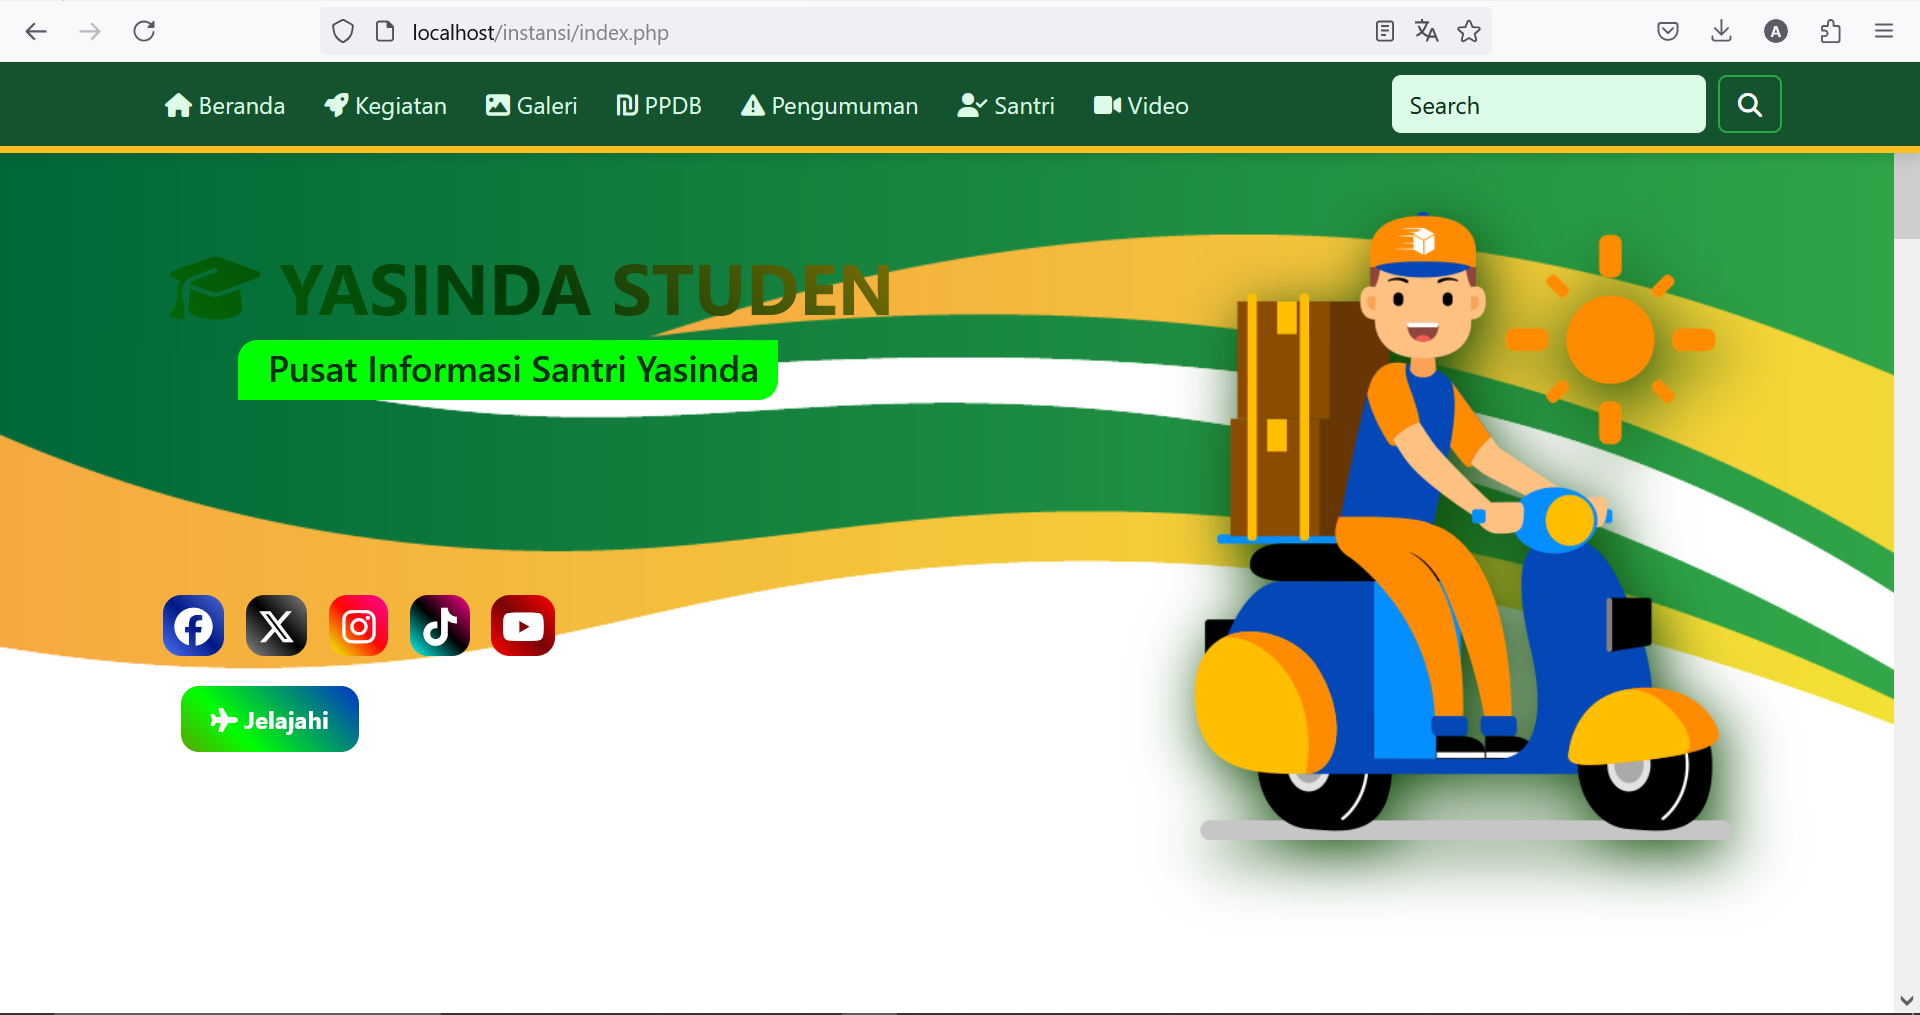 localhost/instansi/index.php
A
Beranda
Kegiatan
Galeri
PPDB
Pengumuman
Santri
Video
Search
YASINDA STUDEN
Pusat Informasi Santri Yasinda
Jelajahi